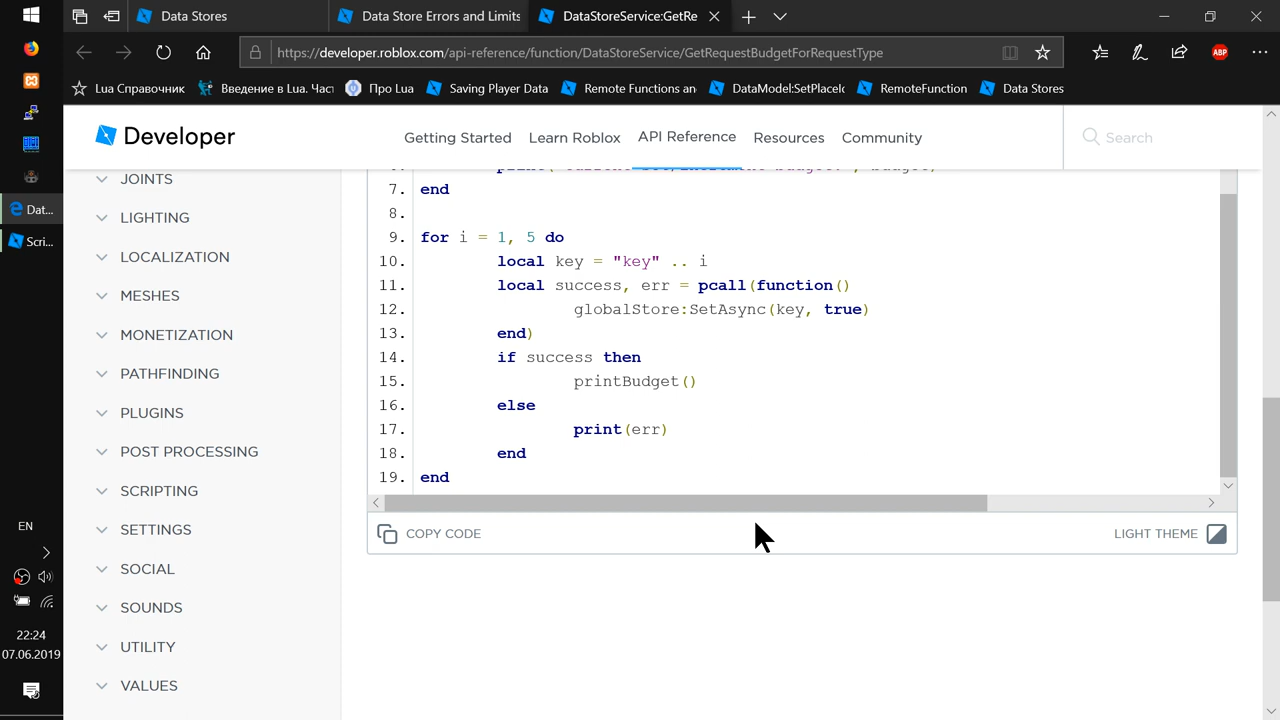 Data Stores
Data Store Errors and Limits
DataStoreService:GetRe
https://developer.roblox.com/api-reference/function/DataStoreService/GetRequestBudgetForRequestType
ABP
Lua Справочник
Введение в Lua. Част
Про Lua
Saving Player Data
Remote Functions an
DataModel:SetPlaceId
RemoteFunction
Data Stores
Developer
Getting Started
Learn Roblox
API Reference
Resources
Community
Search
JOINTS
LIGHTING
LOCALIZATION
MESHES
MONETIZATION
PATHFINDING
PLUGINS
POST PROCESSING
SCRIPTING
SETTINGS
SOCIAL
SOUNDS
UTILITY
VALUES
7. end
8.
9. for i = 1, 5 do
10. local key = "key" .. i
11. local success, err = pcall(function()
12. globalStore:SetAsync(key, true)
13. end)
14. if success then
15. printBudget()
16. else
17. print(err)
18. end
19. end
COPY CODE
LIGHT THEME
Dat...
Scri...
EN
22:24
07.06.2019